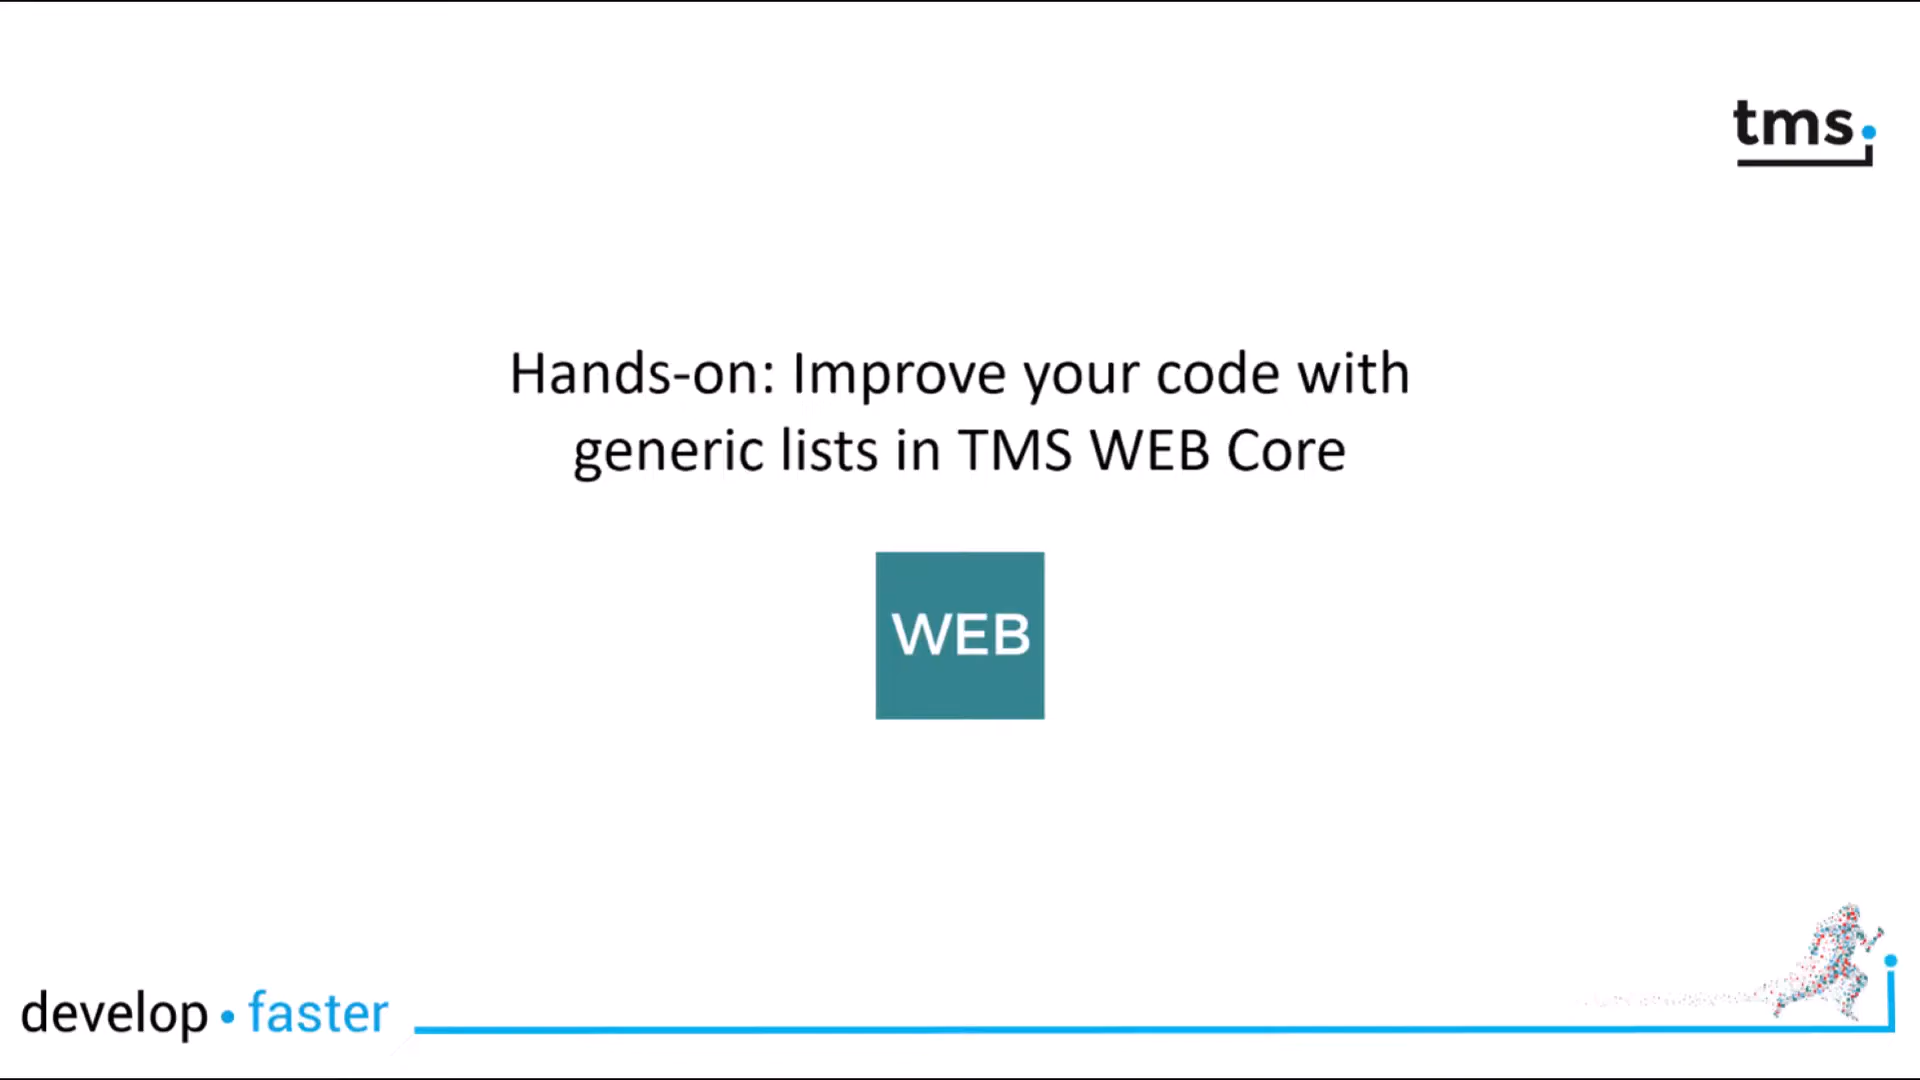 tms
Hands-on: Improve your code with
generic lists in TMS WEB Core
WEB
develop • faster